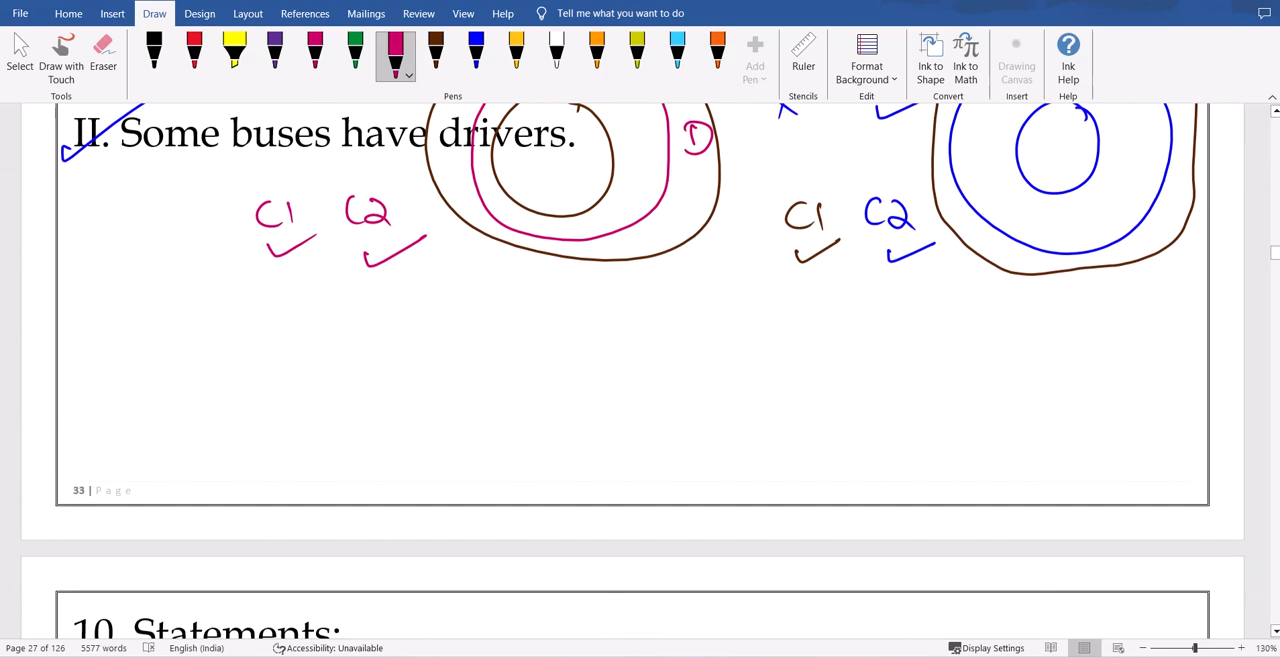 File Home Insert Draw Design Layout References Mailings Review View Help Tell me what you want to do
Select Draw with Touch Eraser Add Pen Ruler Format Background Ink to Shape Ink to Math Drawing Canvas Ink Help
Tools Pens Stencils Edit Convert Insert Help
II. Some buses have drivers.
D
C1 C2 C1 C2
33 | Page
10. Statements:
Page 27 of 126 5577 words English (India) Accessibility: Unavailable Display Settings 130%